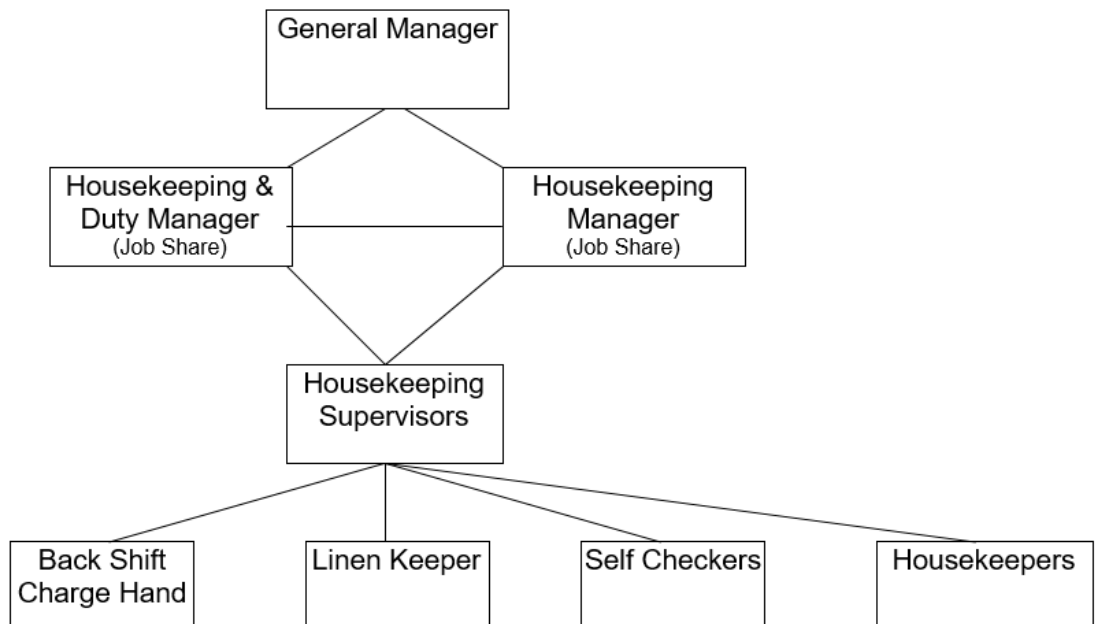 General Manager
Housekeeping &
Duty Manager
(Job Share)
Housekeeping
Manager
(Job Share)
Housekeeping
Supervisors
Back Shift
Charge Hand
Linen Keeper
Self Checkers
Housekeepers